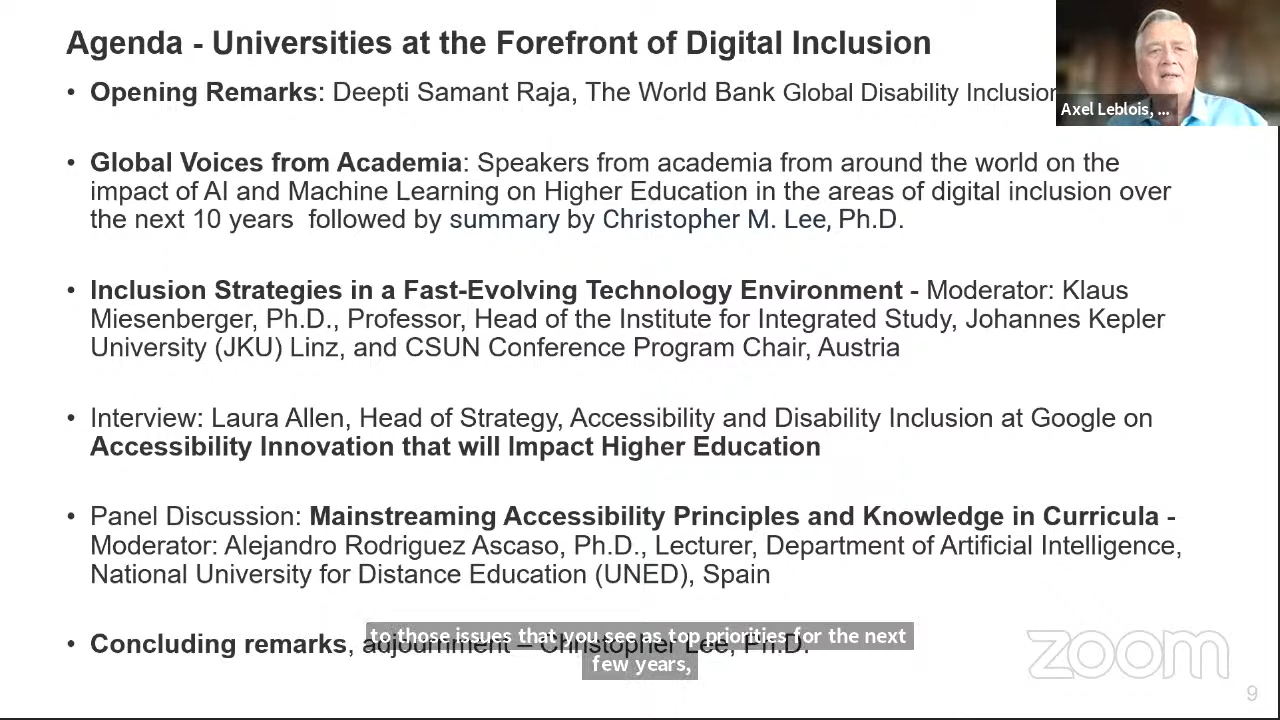 Agenda - Universities at the Forefront of Digital Inclusion
• Opening Remarks: Deepti Samant Raja, The World Bank Global Disability Inclusion
Axel Leblois, ...
• Global Voices from Academia: Speakers from academia from around the world on the
impact of AI and Machine Learning on Higher Education in the areas of digital inclusion over
the next 10 years followed by summary by Christopher M. Lee, Ph.D.
• Inclusion Strategies in a Fast-Evolving Technology Environment - Moderator: Klaus
Miesenberger, Ph.D., Professor, Head of the Institute for Integrated Study, Johannes Kepler
University (JKU) Linz, and CSUN Conference Program Chair, Austria
• Interview: Laura Allen, Head of Strategy, Accessibility and Disability Inclusion at Google on
Accessibility Innovation that will Impact Higher Education
• Panel Discussion: Mainstreaming Accessibility Principles and Knowledge in Curricula -
Moderator: Alejandro Rodriguez Ascaso, Ph.D., Lecturer, Department of Artificial Intelligence,
National University for Distance Education (UNED), Spain
• Concluding remarks, adjournment – Christopher Lee, Ph.D.
to those issues that you see as top priorities for the next
few years,
zoom
9